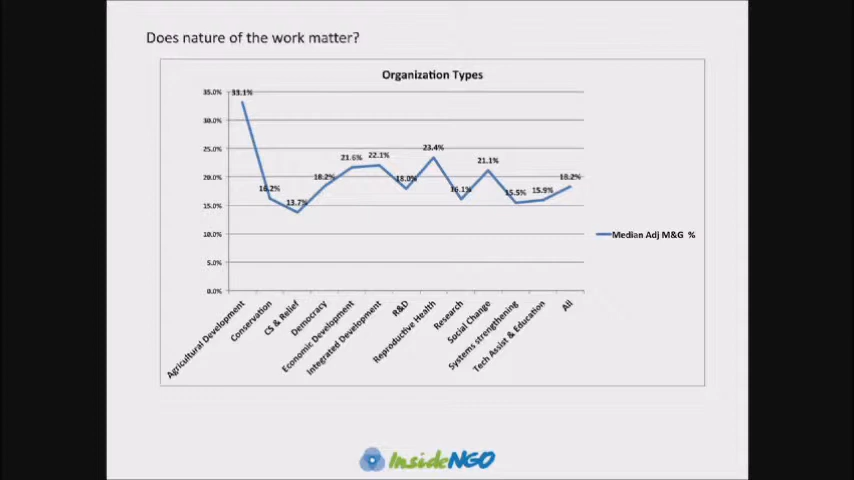 Does nature of the work matter?
Organization Types
35.0%
30.0%
25.0%
20.0%
15.0%
10.0%
5.0%
0.0%
33.1%
16.2%
13.7%
18.2%
21.6%
22.1%
18.0%
23.4%
16.1%
21.1%
15.5%
15.9%
18.2%
Median Adj M&G %
Agricultural Development
Conservation
CS & Relief
Democracy
Economic Development
Integrated Development
R&D
Reproductive Health
Research
Social Change
Systems strengthening
Tech Assist & Education
All
InsideNGO